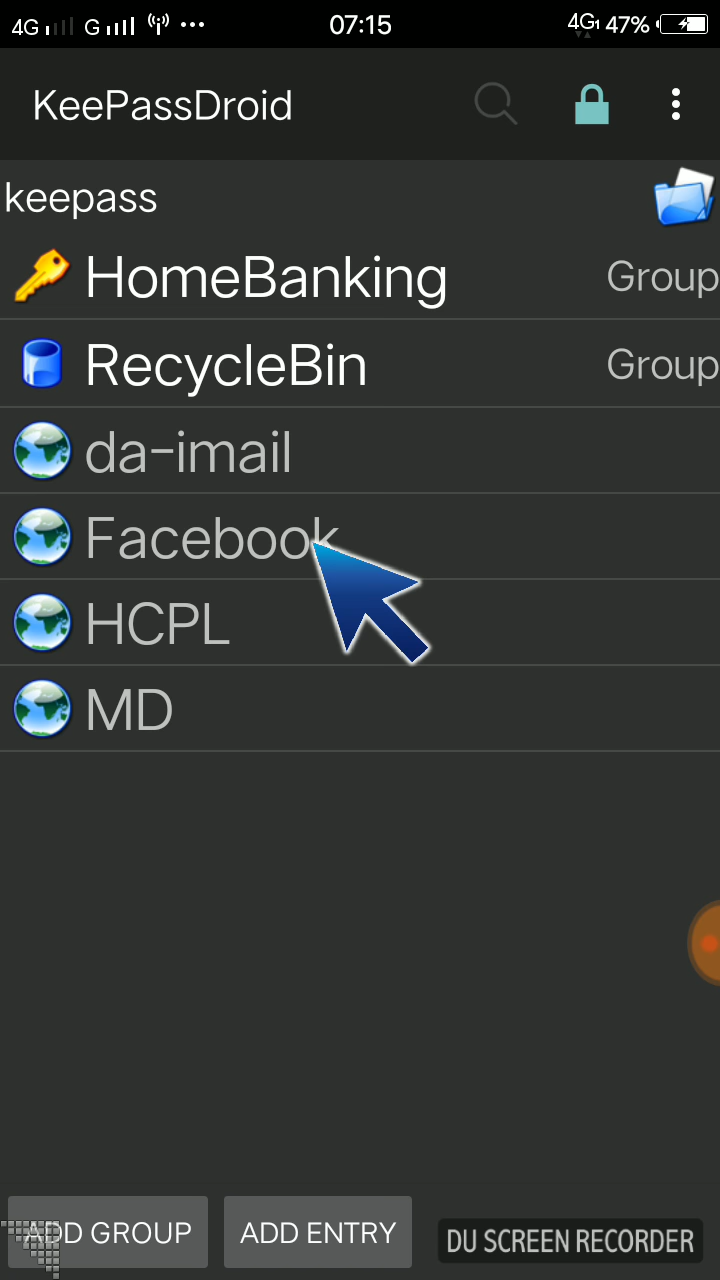 4G G 07:15 4G1 47%
KeePassDroid
keepass
HomeBanking Group
RecycleBin Group
da-imail
Facebook
HCPL
MD
ADD GROUP ADD ENTRY DU SCREEN RECORDER